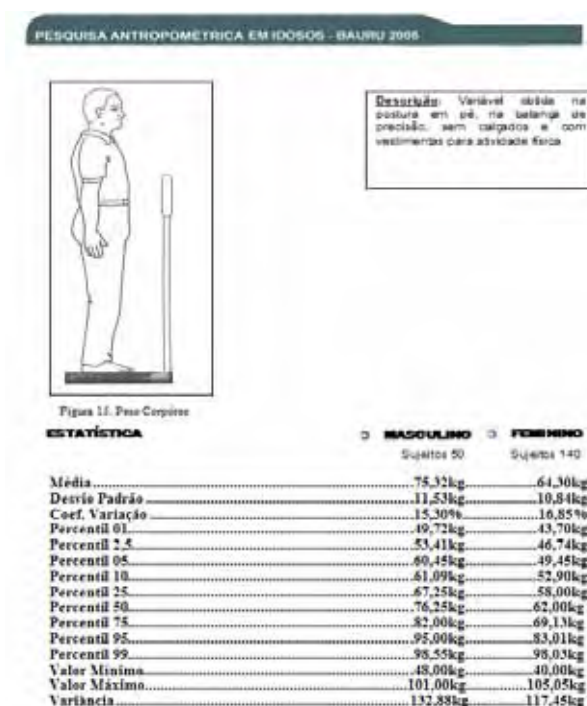 PESQUISA ANTROPOMÉTRICA EM IDOSOS - BAURU 2006
Descrição: Variável obtida na
postura em pé, na balança de
precisão, sem calçados e com
vestimentas para atividade física
Figura 15. Peso Corpóreo
ESTATÍSTICA MASCULINO FEMININO
Sujeitos 50 Sujeitos 140
Média 75,32kg 64,30kg
Desvio Padrão 11,53kg 10,84kg
Coef. Variação 15,30% 16,85%
Percentil 01 49,72kg 43,70kg
Percentil 2,5 53,41kg 46,74kg
Percentil 05 60,45kg 49,45kg
Percentil 10 61,09kg 52,90kg
Percentil 25 67,25kg 58,00kg
Percentil 50 76,25kg 62,00kg
Percentil 75 82,00kg 69,13kg
Percentil 95 95,00kg 83,01kg
Percentil 99 98,55kg 98,03kg
Valor Mínimo 48,00kg 40,00kg
Valor Máximo 101,00kg 105,05kg
Variância 132,88kg 117,45kg